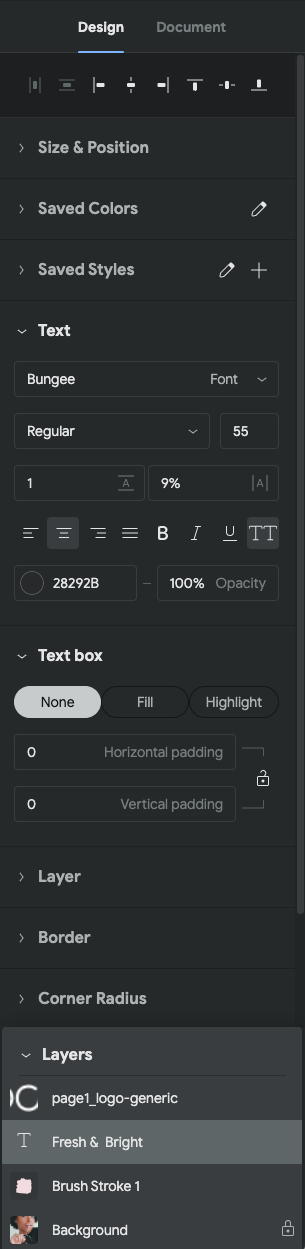 Design Document
Size & Position
Saved Colors
Saved Styles
Text
Bungee Font
Regular 55
1 A 9% |A|
B I U TT
28292B 100% Opacity
Text box
None Fill Highlight
0 Horizontal padding
0 Vertical padding
Layer
Border
Corner Radius
Layers
page1_logo-generic
T Fresh & Bright
Brush Stroke 1
Background